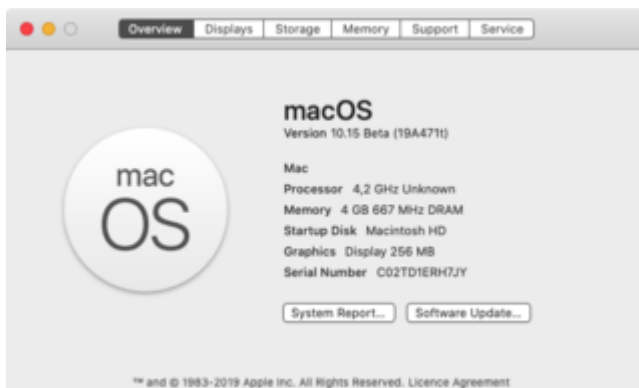 Overview Displays Storage Memory Support Service
macOS
Version 10.15 Beta (19A471t)
mac
OS
Mac
Processor 4,2 GHz Unknown
Memory 4 GB 667 MHz DRAM
Startup Disk Macintosh HD
Graphics Display 256 MB
Serial Number C02TD1ERH7JY
System Report... Software Update...
™ and © 1983-2019 Apple Inc. All Rights Reserved. Licence Agreement